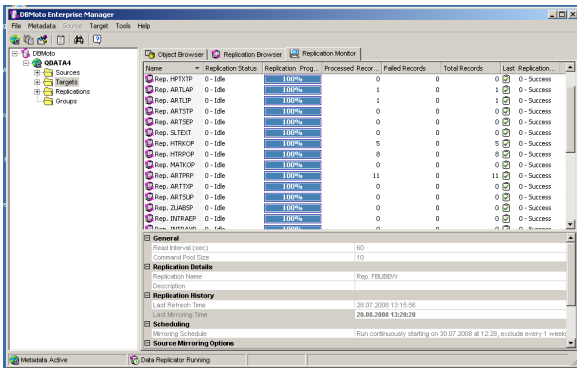 DBMoto Enterprise Manager
File Metadata Source Target Tools Help
DBMoto
QDATA4
Sources
Targets
Replications
Groups
Object Browser Replication Browser Replication Monitor
Name Replication Status Replication Prog... Processed Recor... Failed Records Total Records Last Replication...
Rep. HPTXTP 0 - Idle 100% 0 0 0 0 - Success
Rep. ARTLAP 0 - Idle 100% 1 0 1 0 - Success
Rep. ARTLIP 0 - Idle 100% 1 0 1 0 - Success
Rep. ARTSTP 0 - Idle 100% 0 0 0 0 - Success
Rep. ARTSEP 0 - Idle 100% 0 0 0 0 - Success
Rep. SLTEXT 0 - Idle 100% 0 0 0 0 - Success
Rep. HTRKOP 0 - Idle 100% 5 0 5 0 - Success
Rep. HTRPOP 0 - Idle 100% 8 0 8 0 - Success
Rep. MATKOP 0 - Idle 100% 0 0 0 0 - Success
Rep. ARTPRP 0 - Idle 100% 11 0 11 0 - Success
Rep. ARTTXP 0 - Idle 100% 0 0 0 0 - Success
Rep. ARTSUP 0 - Idle 100% 0 0 0 0 - Success
Rep. ZUABSP 0 - Idle 100% 0 0 0 0 - Success
Rep. INTRAEP 0 - Idle 100% 0 0 0 0 - Success
General
Read Interval (sec) 60
Command Pool Size 10
Replication Details
Replication Name Rep. FBUBEW
Description
Replication History
Last Refresh Time 28.07.2008 13:15:56
Last Mirroring Time 20.08.2008 13:28:20
Scheduling
Mirroring Schedule Run continuously starting on 30.07.2008 at 12:28, exclude every 1 week(
Source Mirroring Options
Metadata Active Data Replicator Running